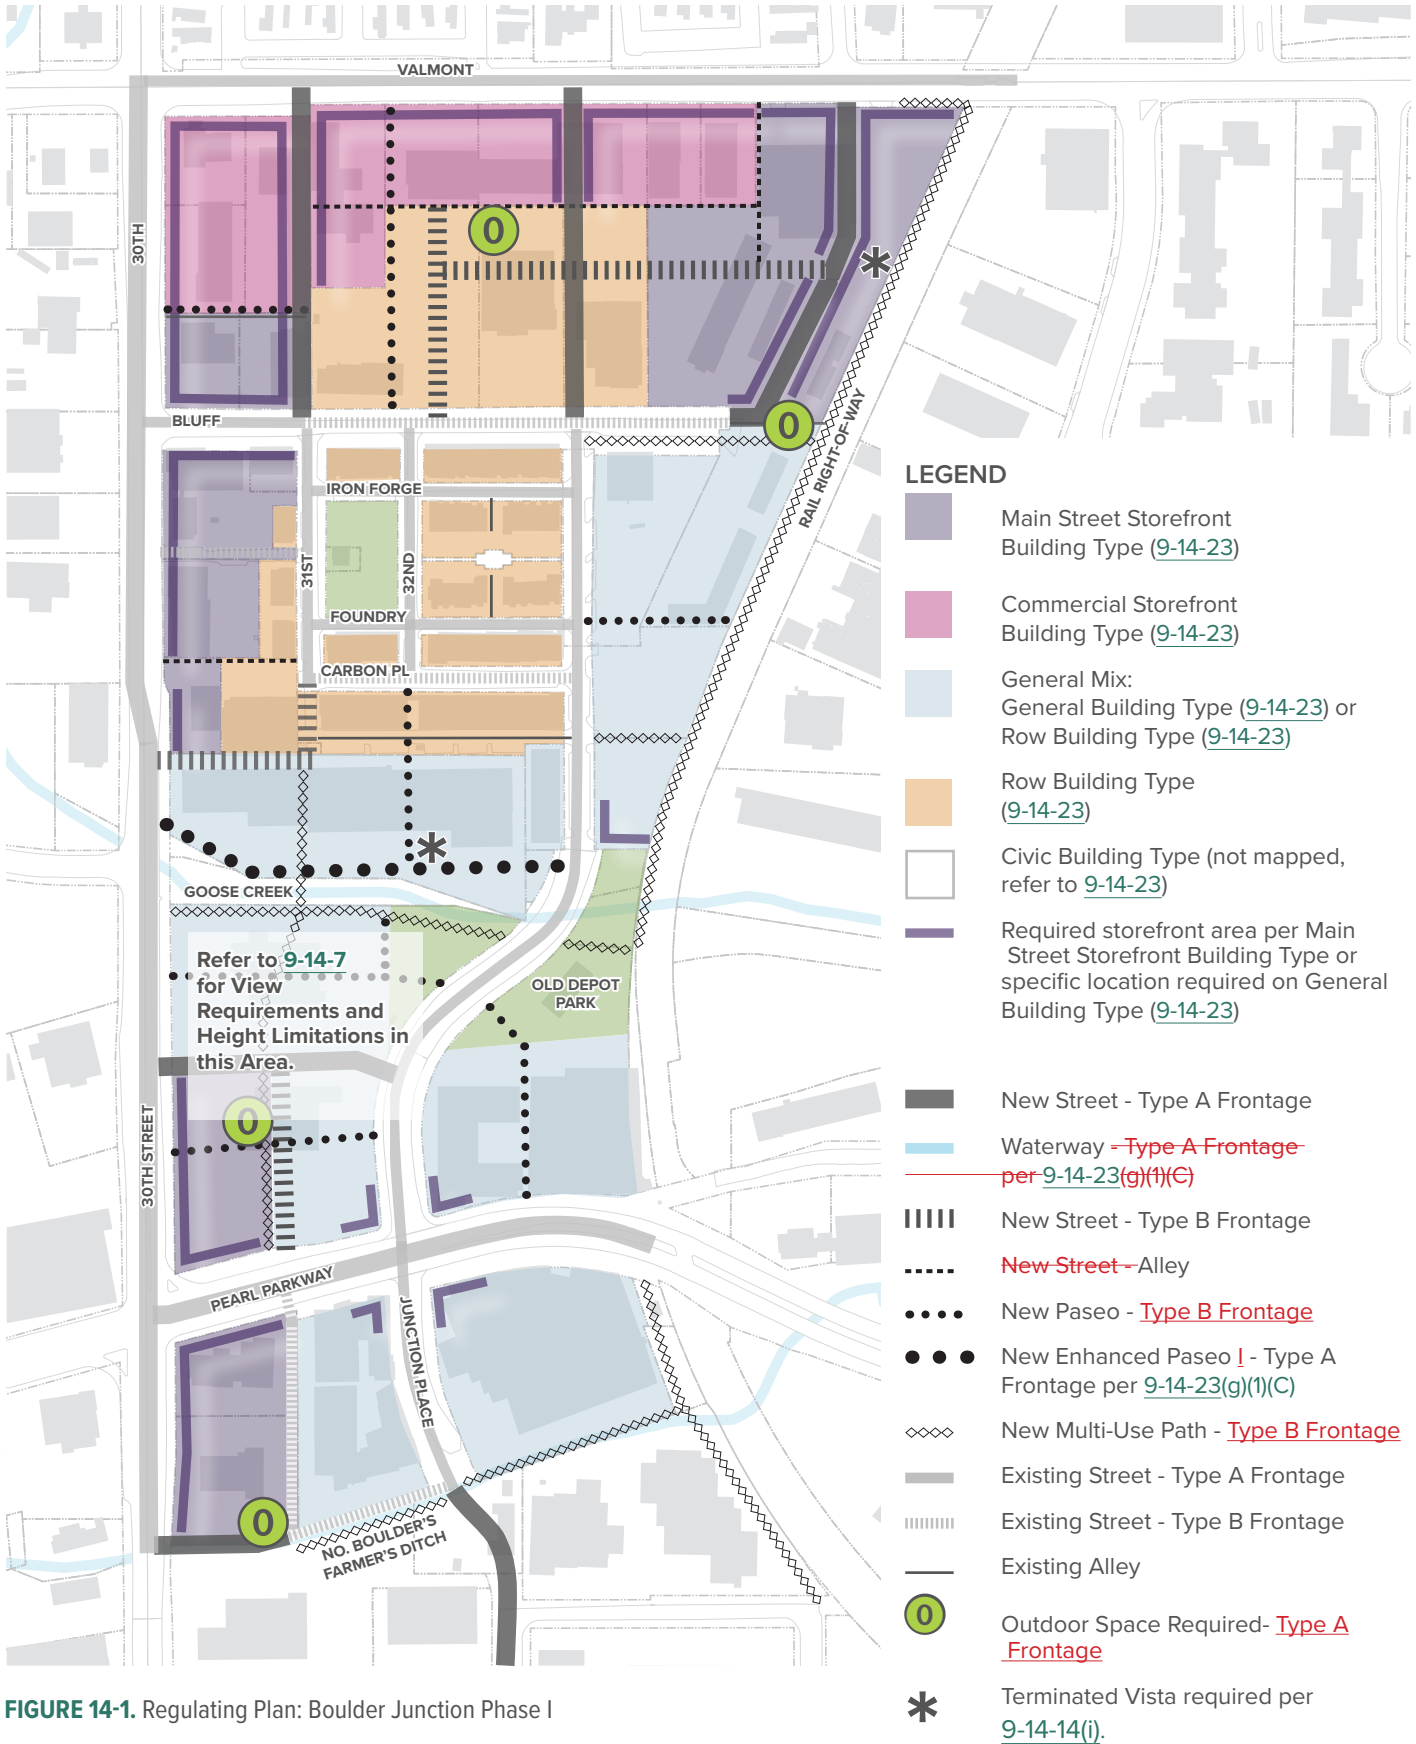 VALMONT
30TH
0
BLUFF
0
RAIL RIGHT-OF-WAY
IRON FORGE
31ST
32ND
FOUNDRY
CARBON PL
GOOSE CREEK
Refer to 9-14-7
for View
Requirements and
Height Limitations in
this Area.
OLD DEPOT
PARK
0
30TH STREET
PEARL PARKWAY
JUNCTION PLACE
0
NO. BOULDER'S
FARMER'S DITCH
LEGEND
Main Street Storefront
Building Type (9-14-23)
Commercial Storefront
Building Type (9-14-23)
General Mix:
General Building Type (9-14-23) or
Row Building Type (9-14-23)
Row Building Type
(9-14-23)
Civic Building Type (not mapped,
refer to 9-14-23)
Required storefront area per Main
Street Storefront Building Type or
specific location required on General
Building Type (9-14-23)
New Street - Type A Frontage
Waterway - Type A Frontage
per 9-14-23(g)(1)(C)
New Street - Type B Frontage
New Street - Alley
New Paseo - Type B Frontage
New Enhanced Paseo I - Type A
Frontage per 9-14-23(g)(1)(C)
New Multi-Use Path - Type B Frontage
Existing Street - Type A Frontage
Existing Street - Type B Frontage
Existing Alley
0
Outdoor Space Required- Type A
Frontage
Terminated Vista required per
9-14-14(i).
FIGURE 14-1. Regulating Plan: Boulder Junction Phase I